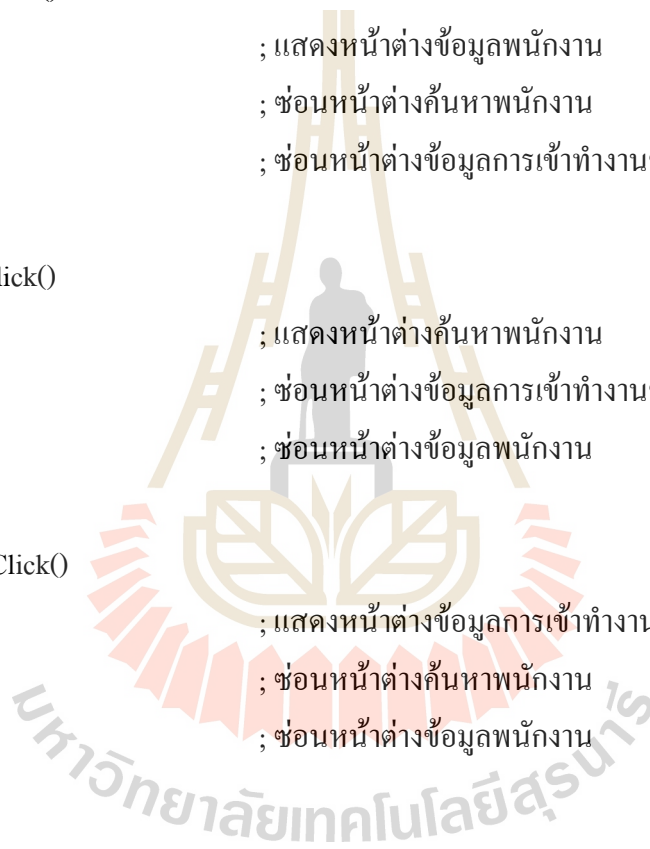 ; แสดงหน้าต่างข้อมูลพนักงาน
; ซ่อนหน้าต่างค้นหาพนักงาน
; ซ่อนหน้าต่างข้อมูลการเข้าทำงาน
lick()
; แสดงหน้าต่างค้นหาพนักงาน
; ซ่อนหน้าต่างข้อมูลการเข้าทำงาน
; ซ่อนหน้าต่างข้อมูลพนักงาน
Click()
; แสดงหน้าต่างข้อมูลการเข้าทำงาน
; ซ่อนหน้าต่างค้นหาพนักงาน
; ซ่อนหน้าต่างข้อมูลพนักงาน
มหาวิทยาลัยเทคโนโลยีสุรนารี